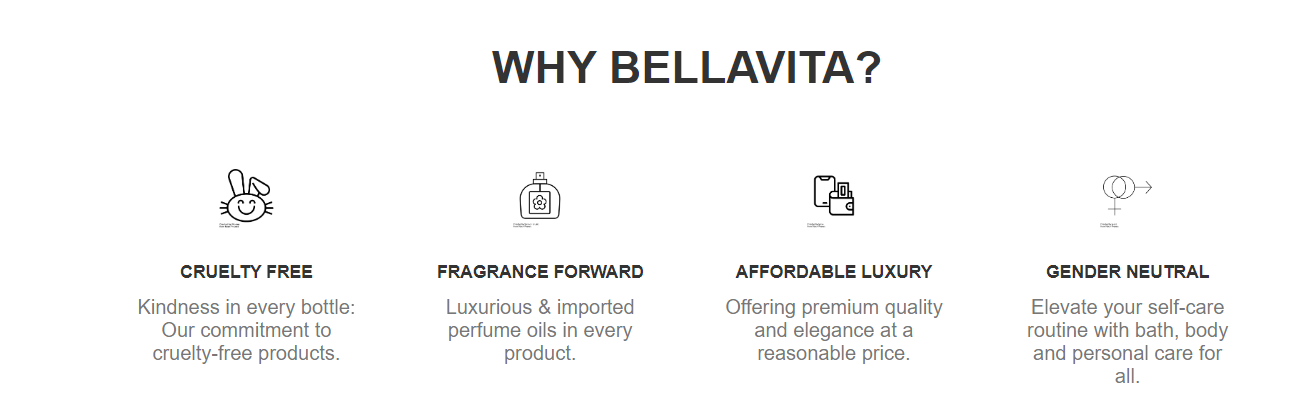 WHY BELLAVITA?
CRUELTY FREE
Kindness in every bottle:
Our commitment to
cruelty-free products.
FRAGRANCE FORWARD
Luxurious & imported
perfume oils in every
product.
AFFORDABLE LUXURY
Offering premium quality
and elegance at a
reasonable price.
GENDER NEUTRAL
Elevate your self-care
routine with bath, body
and personal care for
all.